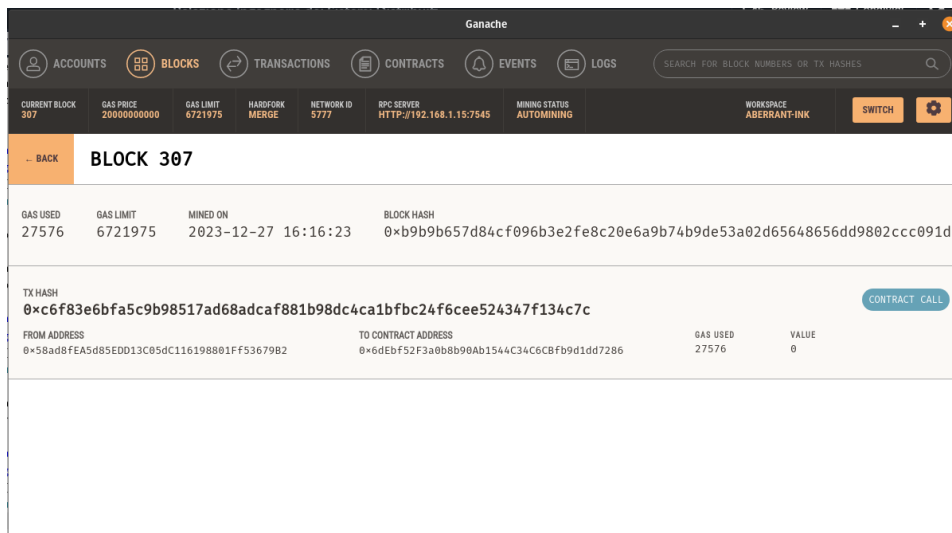 Ganache
ACCOUNTS BLOCKS TRANSACTIONS CONTRACTS EVENTS LOGS SEARCH FOR BLOCK NUMBERS OR TX HASHES
CURRENT BLOCK GAS PRICE GAS LIMIT HARDFORK NETWORK ID RPC SERVER MINING STATUS WORKSPACE
307 20000000000 6721975 MERGE 5777 HTTP://192.168.1.15:7545 AUTOMINING ABERRANT-INK SWITCH
← BACK BLOCK 307
GAS USED GAS LIMIT MINED ON BLOCK HASH
27576 6721975 2023-12-27 16:16:23 0×b9b9b657d84cf096b3e2fe8c20e6a9b74b9de53a02d65648656dd9802ccc091d
TX HASH
0×c6f83e6bfa5c9b98517ad68adcaf881b98dc4ca1bfbc24f6cee524347f134c7c CONTRACT CALL
FROM ADDRESS TO CONTRACT ADDRESS GAS USED VALUE
0×58ad8fEA5d85EDD13C05dC116198801Ff53679B2 0×6dEbf52F3a0b8b90Ab1544C34C6CBfb9d1dd7286 27576 0